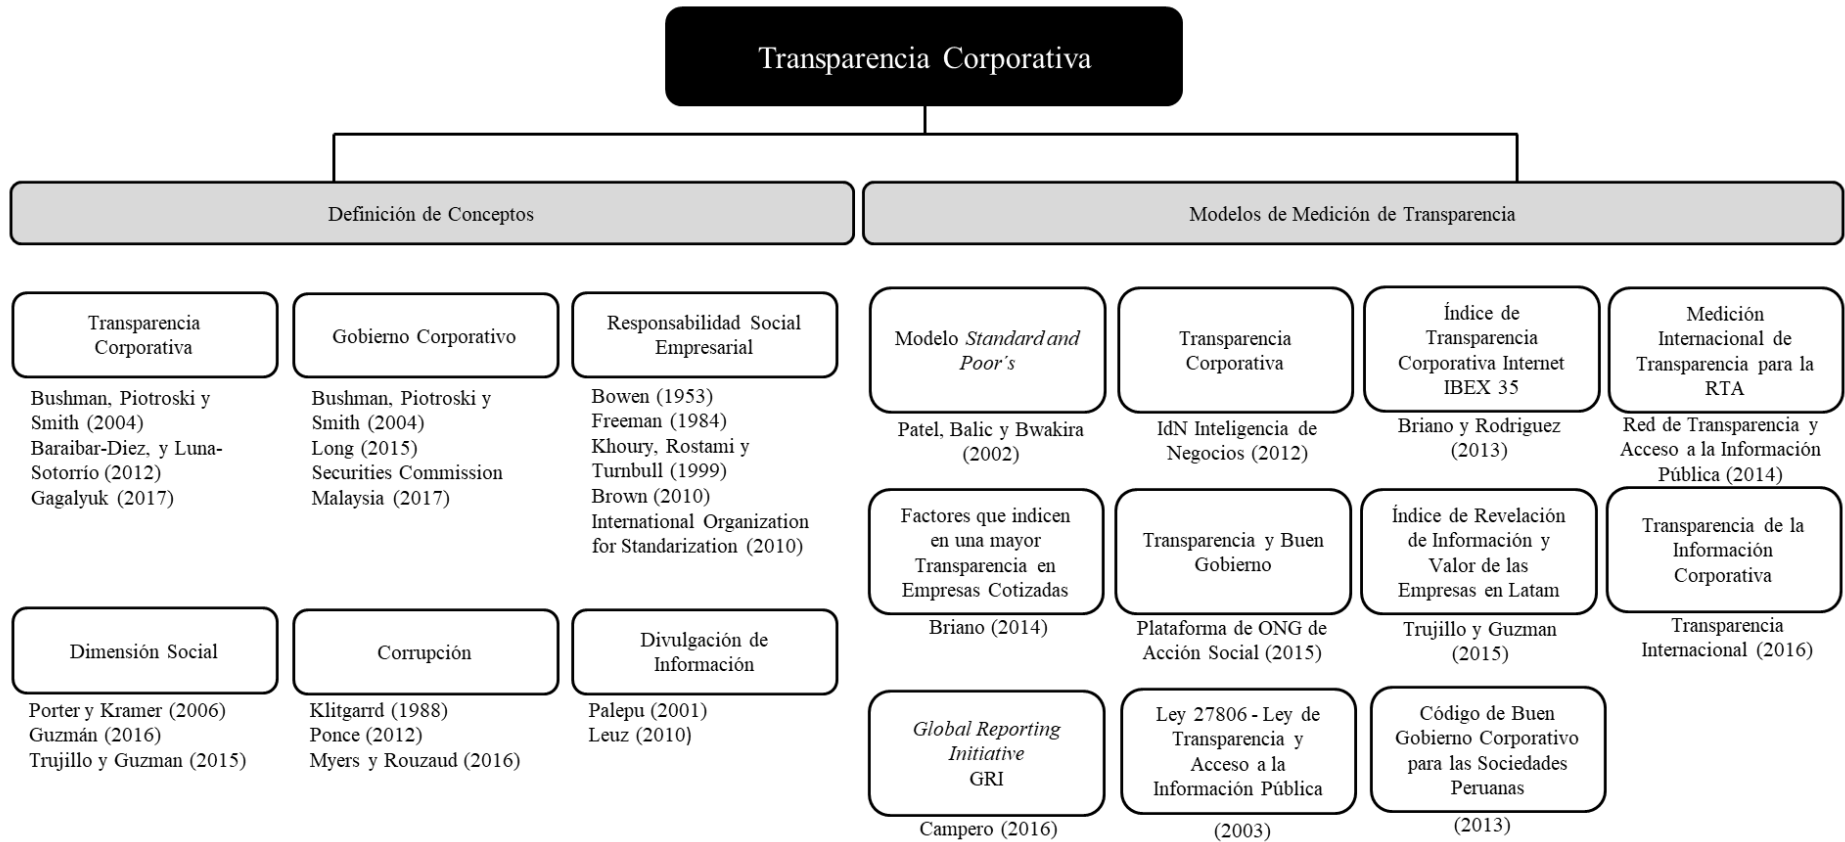 Transparencia Corporativa
Definición de Conceptos
Transparencia
Corporativa
Bushman, Piotroski y
Smith (2004)
Baraibar-Diez, y Luna-
Sotorrío (2012)
Gagalyuk (2017)
Gobierno Corporativo
Bushman, Piotroski y
Smith (2004)
Long (2015)
Securities Commission
Malaysia (2017)
Responsabilidad Social
Empresarial
Bowen (1953)
Freeman (1984)
Khoury, Rostami y
Turnbull (1999)
Brown (2010)
International Organization
for Standarization (2010)
Dimensión Social
Porter y Kramer (2006)
Guzmán (2016)
Trujillo y Guzman (2015)
Corrupción
Klitgarrd (1988)
Ponce (2012)
Myers y Rouzaud (2016)
Divulgación de
Información
Palepu (2001)
Leuz (2010)
Modelos de Medición de Transparencia
Modelo Standard and
Poor´s
Patel, Balic y Bwakira
(2002)
Transparencia
Corporativa
IdN Inteligencia de
Negocios (2012)
Índice de
Transparencia
Corporativa Internet
IBEX 35
Briano y Rodriguez
(2013)
Medición
Internacional de
Transparencia para la
RTA
Red de Transparencia y
Acceso a la Información
Pública (2014)
Factores que indicen
en una mayor
Transparencia en
Empresas Cotizadas
Briano (2014)
Transparencia y Buen
Gobierno
Plataforma de ONG de
Acción Social (2015)
Índice de Revelación
de Información y
Valor de las
Empresas en Latam
Trujillo y Guzman
(2015)
Transparencia de la
Información
Corporativa
Transparencia
Internacional (2016)
Global Reporting
Initiative
GRI
Campero (2016)
Ley 27806 - Ley de
Transparencia y
Acceso a la
Información Pública
(2003)
Código de Buen
Gobierno Corporativo
para las Sociedades
Peruanas
(2013)